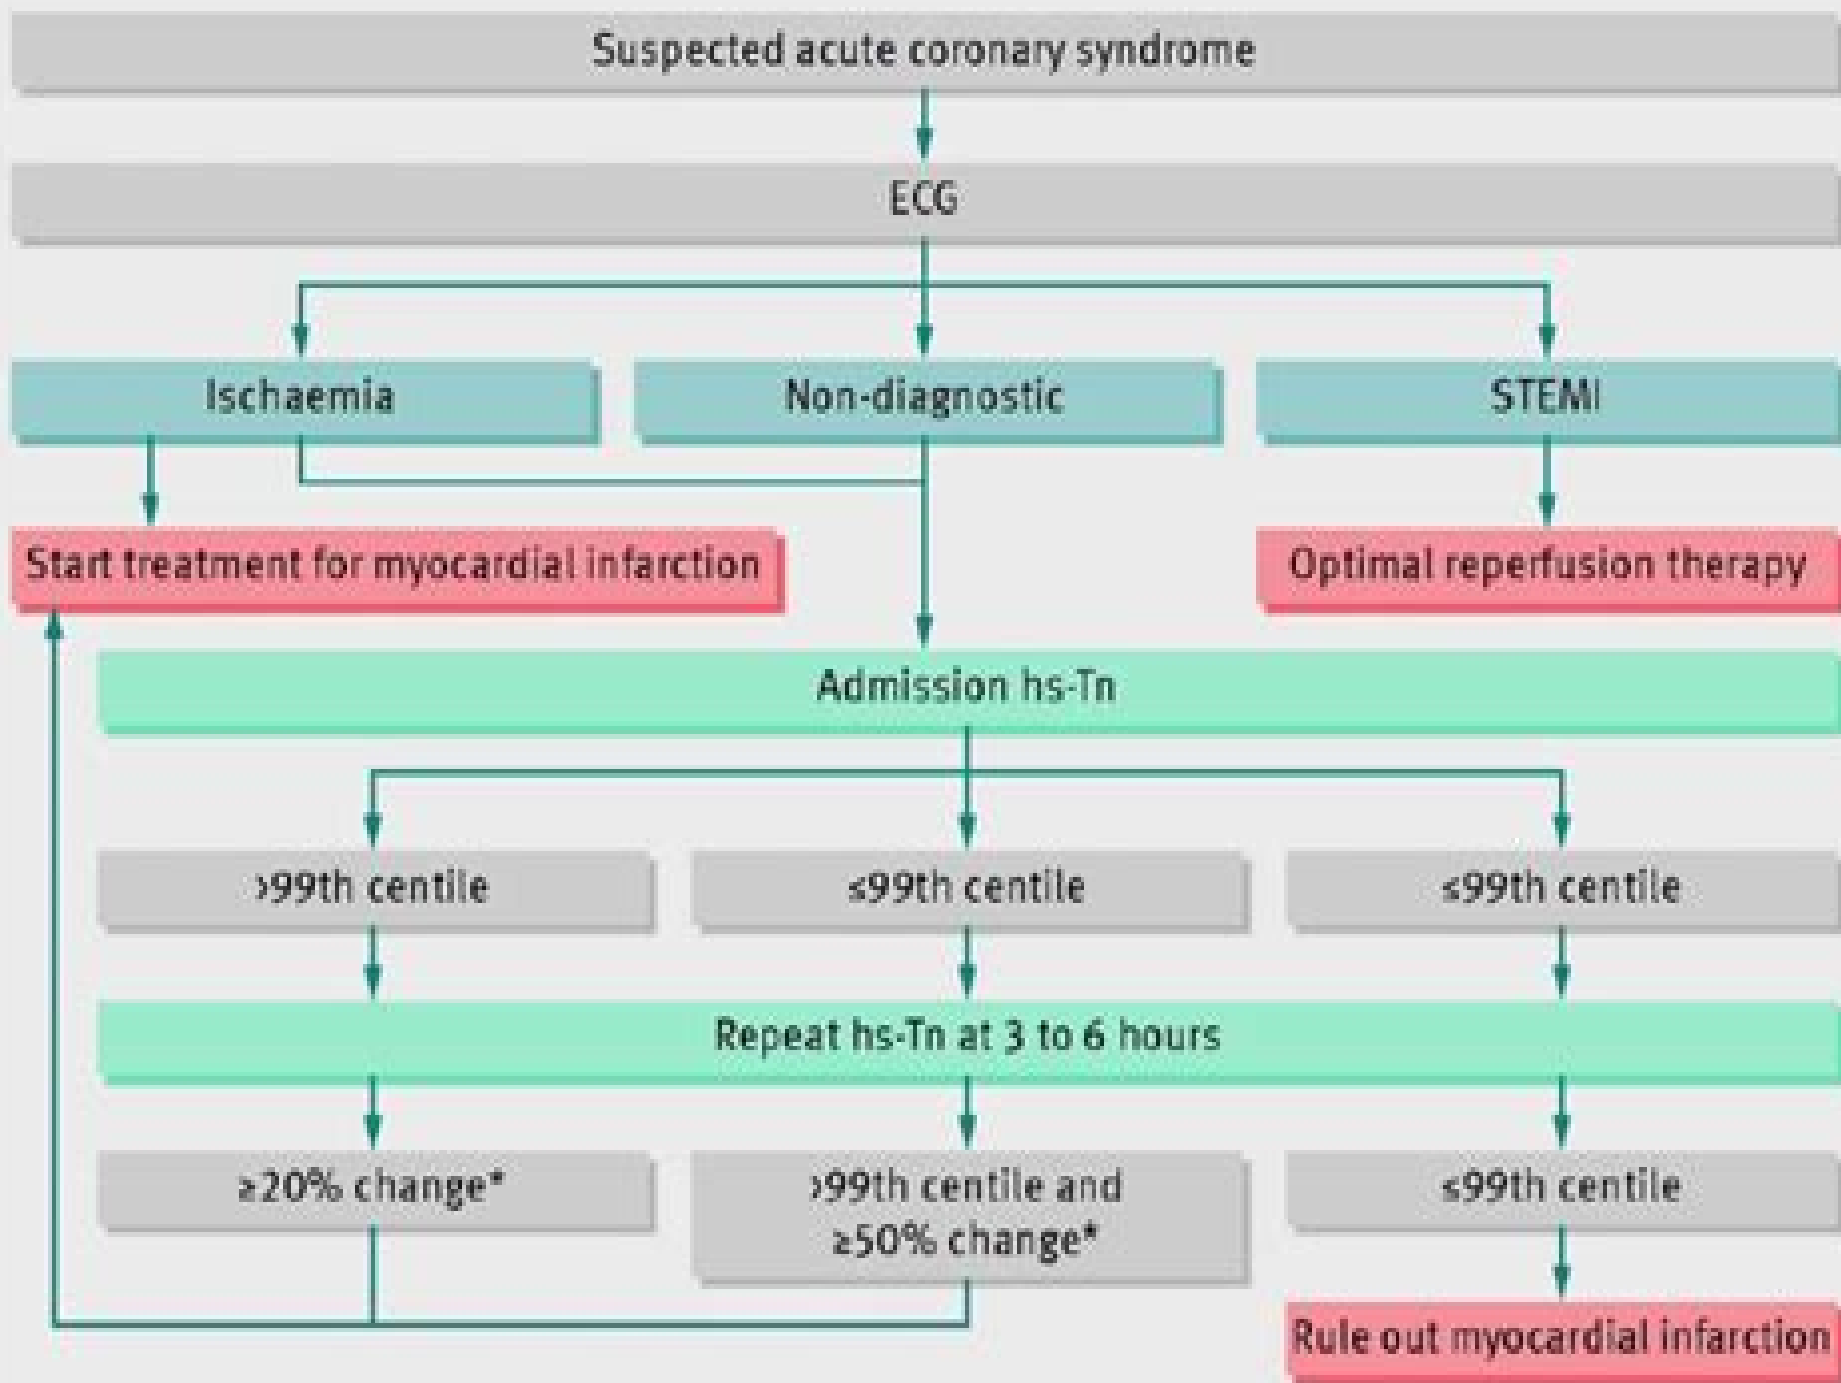 Suspected acute coronary syndrome
ECG
Ischaemia
Non-diagnostic
STEMI
Start treatment for myocardial infarction
Optimal reperfusion therapy
Admission hs-Tn
>99th centile
≤99th centile
≤99th centile
Repeat hs-Tn at 3 to 6 hours
≥20% change*
>99th centile and
≥50% change*
≤99th centile
Rule out myocardial infarction